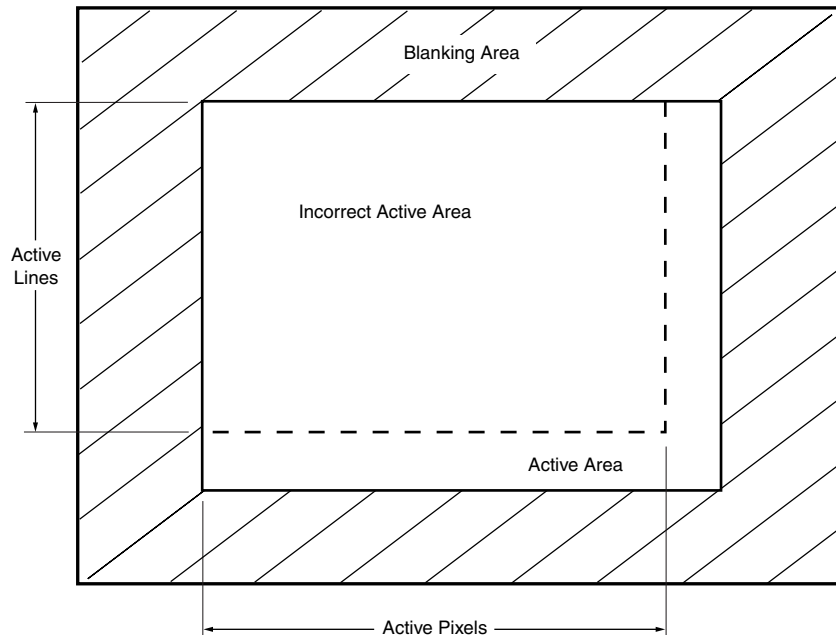 Blanking Area
Incorrect Active Area
Active
Lines
Active Area
Active Pixels